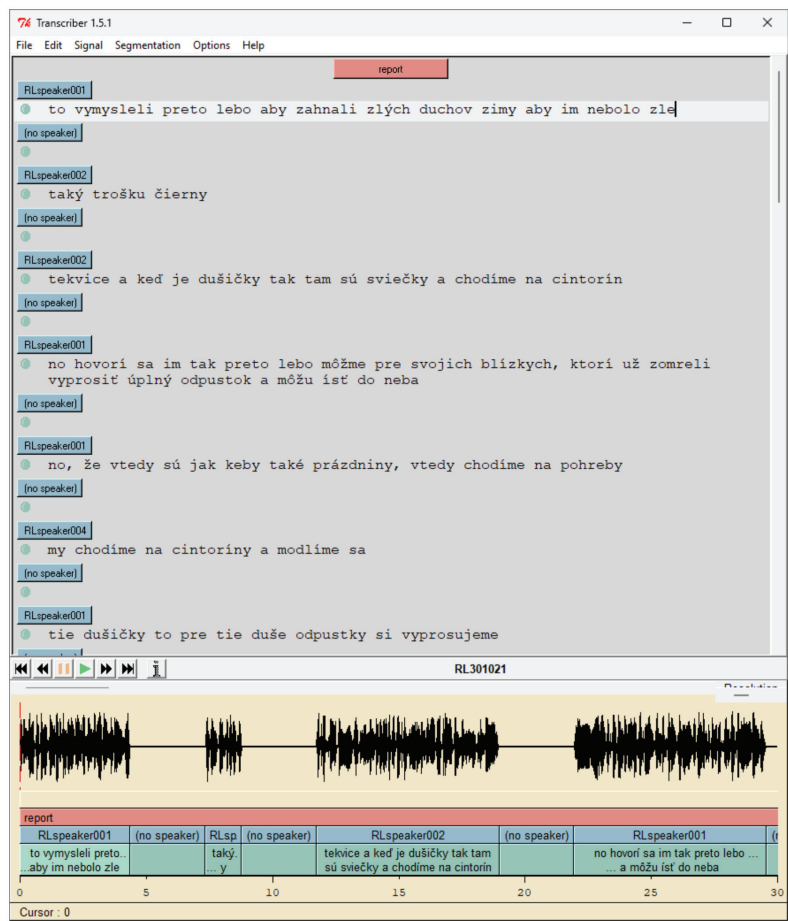 Transcriber 1.5.1
File Edit Signal Segmentation Options Help
report
RLspeaker001
to vymysleli preto lebo aby zahnali zlých duchov zimy aby im nebolo zle
(no speaker)
RLspeaker002
taký trošku čierny
(no speaker)
RLspeaker002
tekvice a keď je dušičky tak tam sú sviečky a chodíme na cintorín
(no speaker)
RLspeaker001
no hovorí sa im tak preto lebo môžme pre svojich blízkych, ktorí už zomreli
vyprosiť úplný odpustok a môžu ísť do neba
(no speaker)
RLspeaker001
no, že vtedy sú jak keby také prázdniny, vtedy chodíme na pohreby
(no speaker)
RLspeaker004
my chodíme na cintoríny a modlíme sa
(no speaker)
RLspeaker001
tie dušičky to pre tie duše odpustky si vyprosujeme
RL301021
report
RLspeaker001 (no speaker) RLsp (no speaker) RLspeaker002 (no speaker) RLspeaker001
to vymysleli preto.. taký. tekvice a keď je dušičky tak tam no hovorí sa im tak preto lebo ...
...aby im nebolo zle ... y sú sviečky a chodíme na cintorín ... a môžu ísť do neba
0 5 10 15 20 25 30
Cursor : 0